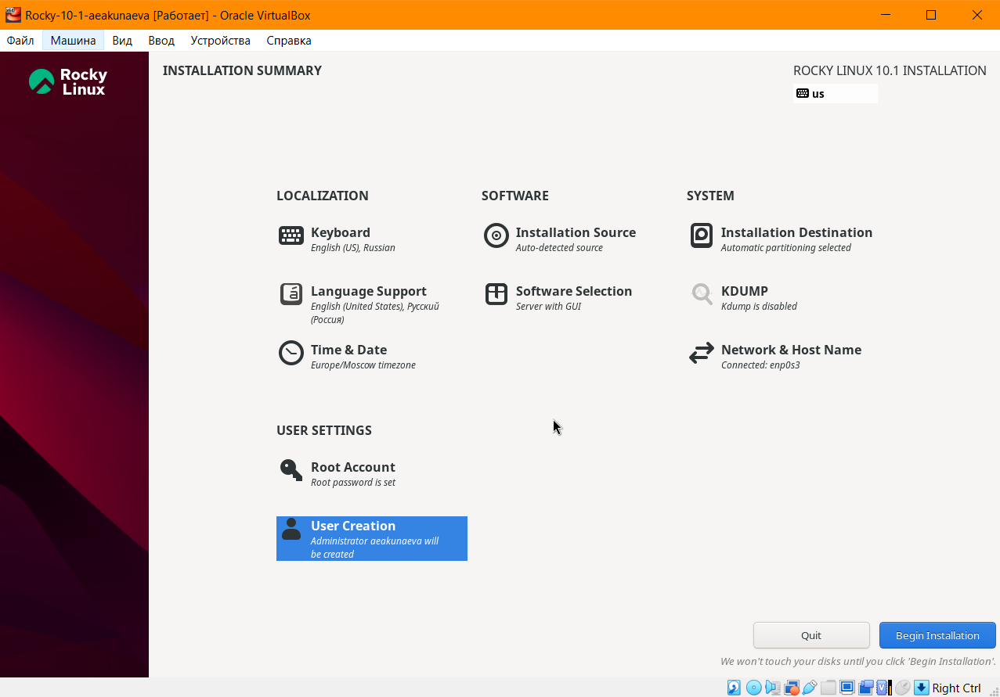 Rocky-10-1-aeakunaeva [Работает] - Oracle VirtualBox
Файл Машина Вид Ввод Устройства Справка
Rocky
Linux
INSTALLATION SUMMARY
ROCKY LINUX 10.1 INSTALLATION
us
LOCALIZATION
Keyboard
English (US), Russian
Language Support
English (United States), Русский
(Россия)
Time & Date
Europe/Moscow timezone
SOFTWARE
Installation Source
Auto-detected source
Software Selection
Server with GUI
SYSTEM
Installation Destination
Automatic partitioning selected
KDUMP
Kdump is disabled
Network & Host Name
Connected: enp0s3
USER SETTINGS
Root Account
Root password is set
User Creation
Administrator aeakunaeva will
be created
Quit
Begin Installation
We won't touch your disks until you click 'Begin Installation'.
Right Ctrl